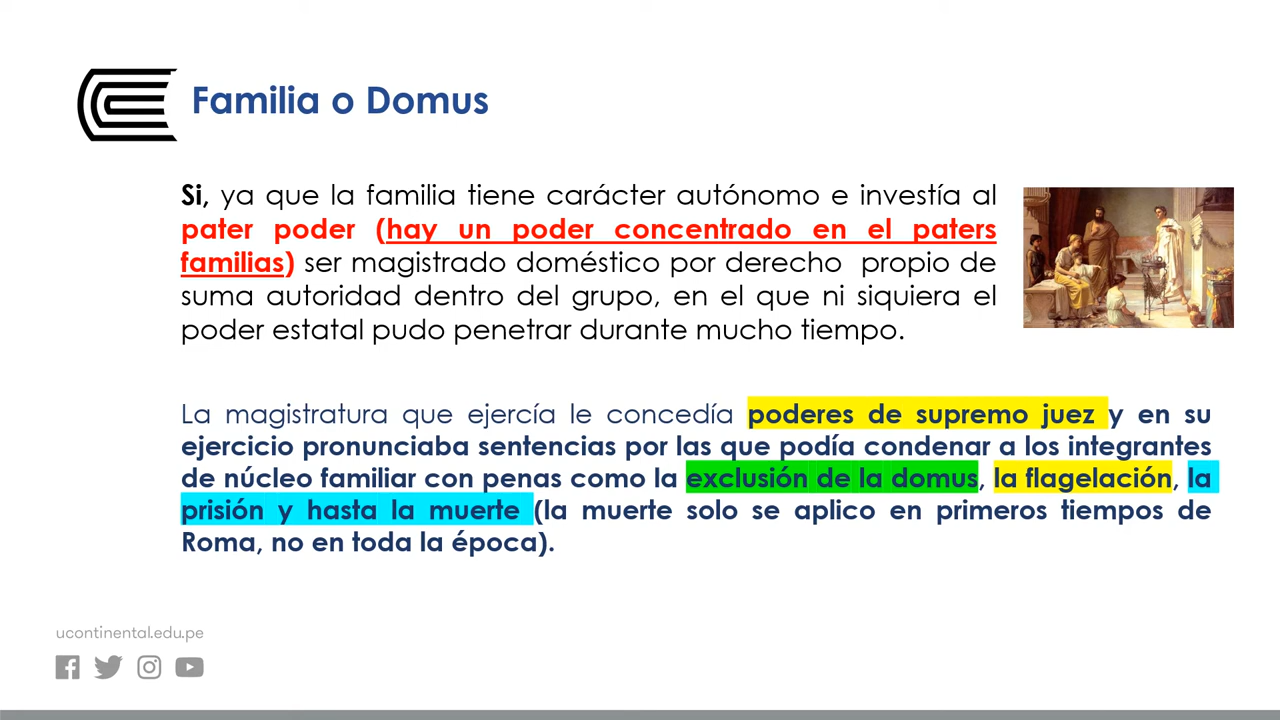 Familia o Domus
Si, ya que la familia tiene carácter autónomo e investía al
pater poder (hay un poder concentrado en el paters
familias) ser magistrado doméstico por derecho propio de
suma autoridad dentro del grupo, en el que ni siquiera el
poder estatal pudo penetrar durante mucho tiempo.
La magistratura que ejercía le concedía poderes de supremo juez y en su
ejercicio pronunciaba sentencias por las que podía condenar a los integrantes
de núcleo familiar con penas como la exclusión de la domus, la flagelación, la
prisión y hasta la muerte (la muerte solo se aplico en primeros tiempos de
Roma, no en toda la época).
ucontinental.edu.pe